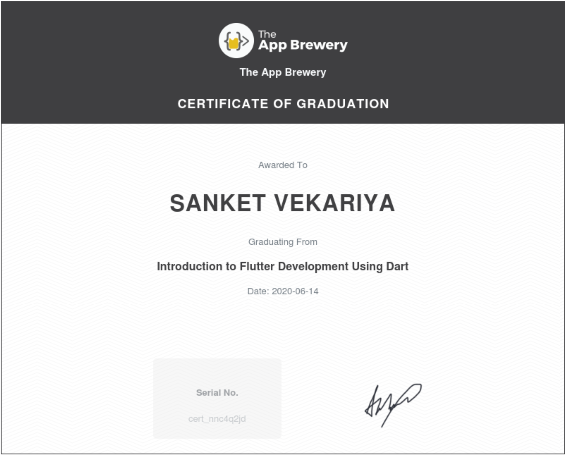 The
App Brewery
The App Brewery
CERTIFICATE OF GRADUATION
Awarded To
SANKET VEKARIYA
Graduating From
Introduction to Flutter Development Using Dart
Date: 2020-06-14
Serial No.
cert_nnc4q2jd